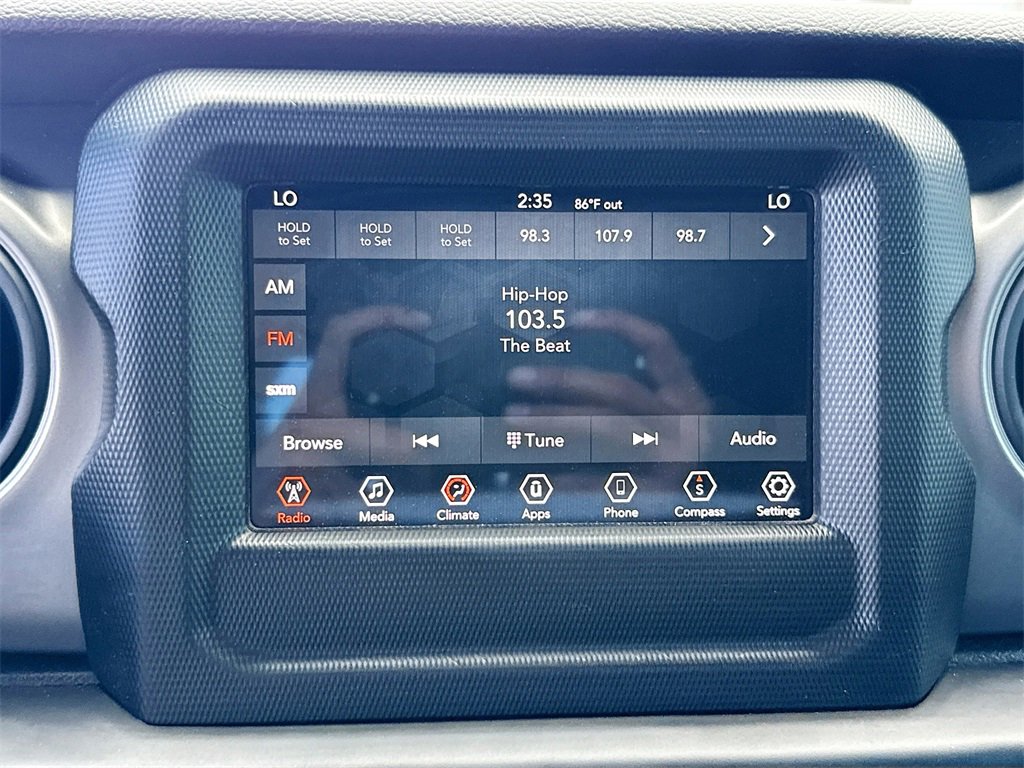 LO 2:35 86°F out LO
HOLD to Set HOLD to Set HOLD to Set 98.3 107.9 98.7
AM
FM
sxm
Hip-Hop
103.5
The Beat
Browse Tune Audio
S
Radio Media Climate Apps Phone Compass Settings